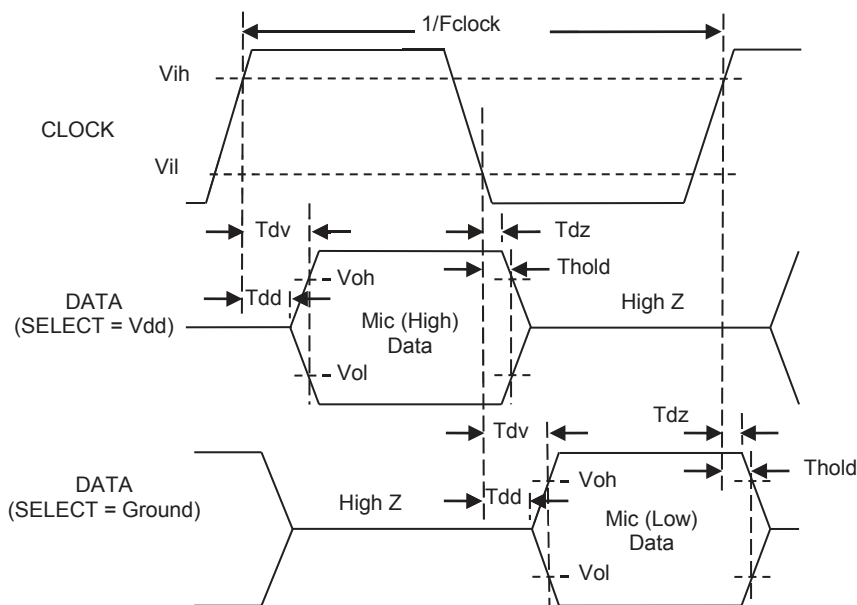 1/Fclock
Vih
CLOCK
Vil
Tdv
Tdz
Voh
Thold
Tdd
DATA
(SELECT = Vdd)
Mic (High)
Data
High Z
Vol
Tdv
Tdz
Thold
DATA
(SELECT = Ground)
High Z
Tdd
Voh
Mic (Low)
Data
Vol